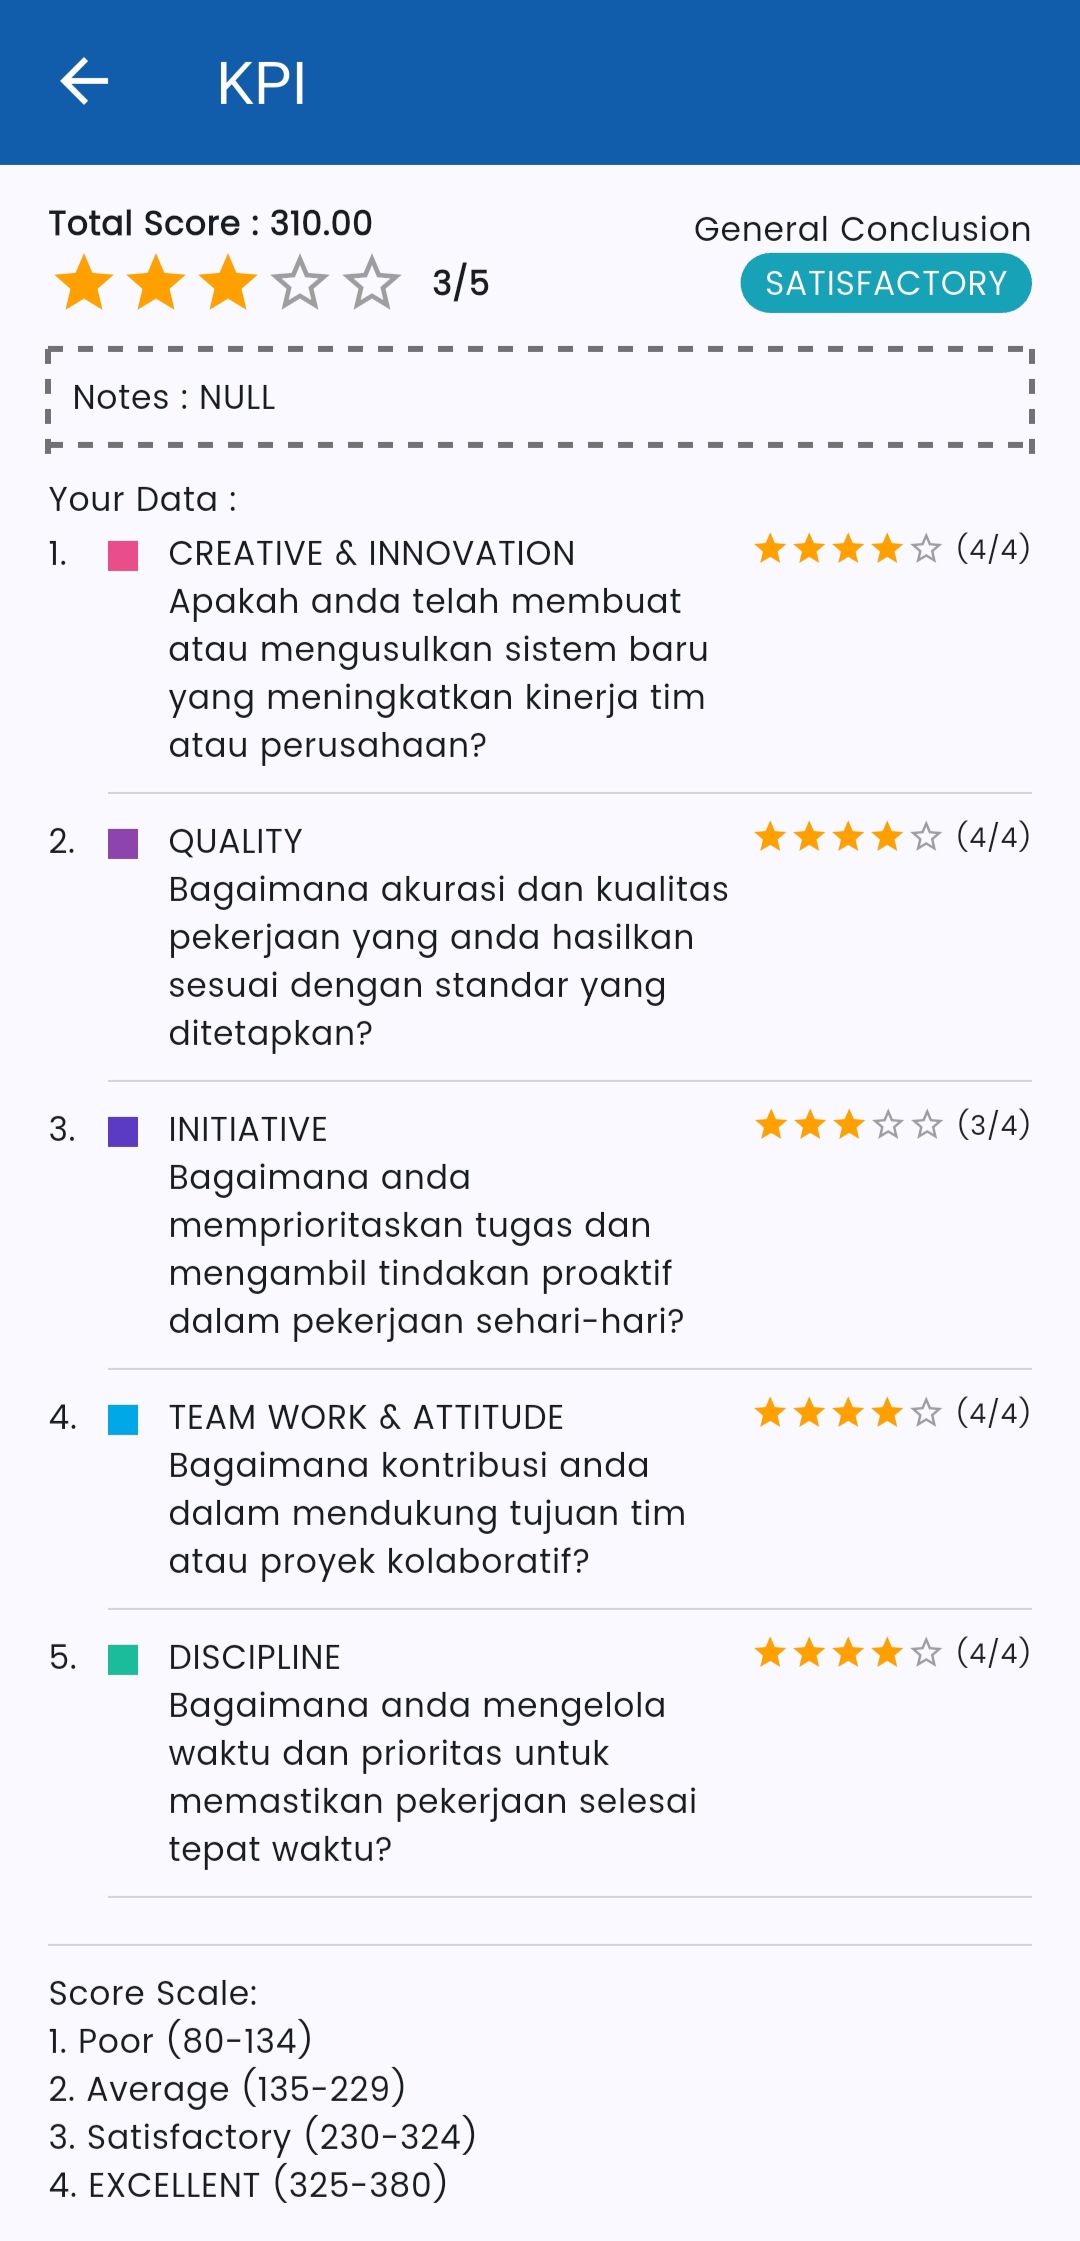 KPI
Total Score : 310.00
General Conclusion
3/5
SATISFACTORY
Notes : NULL
Your Data :
1. CREATIVE & INNOVATION (4/4)
Apakah anda telah membuat
atau mengusulkan sistem baru
yang meningkatkan kinerja tim
atau perusahaan?
2. QUALITY (4/4)
Bagaimana akurasi dan kualitas
pekerjaan yang anda hasilkan
sesuai dengan standar yang
ditetapkan?
3. INITIATIVE (3/4)
Bagaimana anda
memprioritaskan tugas dan
mengambil tindakan proaktif
dalam pekerjaan sehari-hari?
4. TEAM WORK & ATTITUDE (4/4)
Bagaimana kontribusi anda
dalam mendukung tujuan tim
atau proyek kolaboratif?
5. DISCIPLINE (4/4)
Bagaimana anda mengelola
waktu dan prioritas untuk
memastikan pekerjaan selesai
tepat waktu?
Score Scale:
1. Poor (80-134)
2. Average (135-229)
3. Satisfactory (230-324)
4. EXCELLENT (325-380)